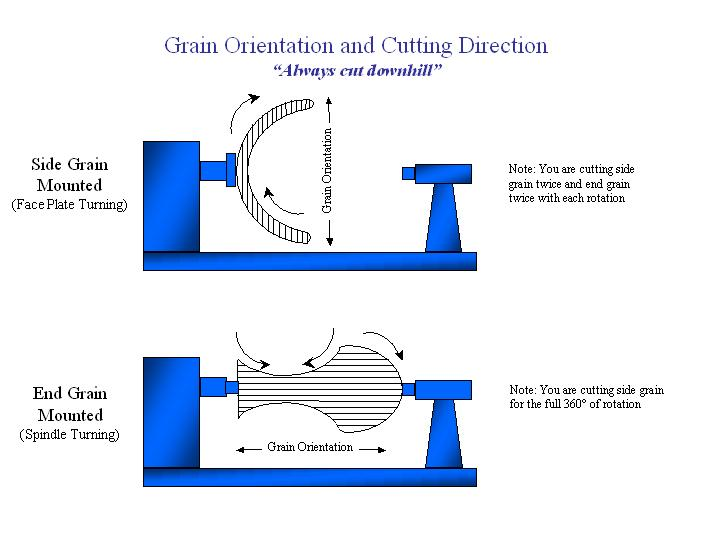 Grain Orientation and Cutting Direction
“Always cut downhill”
Side Grain
Mounted
(Face Plate Turning)
Grain Orientation
Note: You are cutting side
grain twice and end grain
twice with each rotation
End Grain
Mounted
(Spindle Turning)
Grain Orientation
Note: You are cutting side grain
for the full 360° of rotation